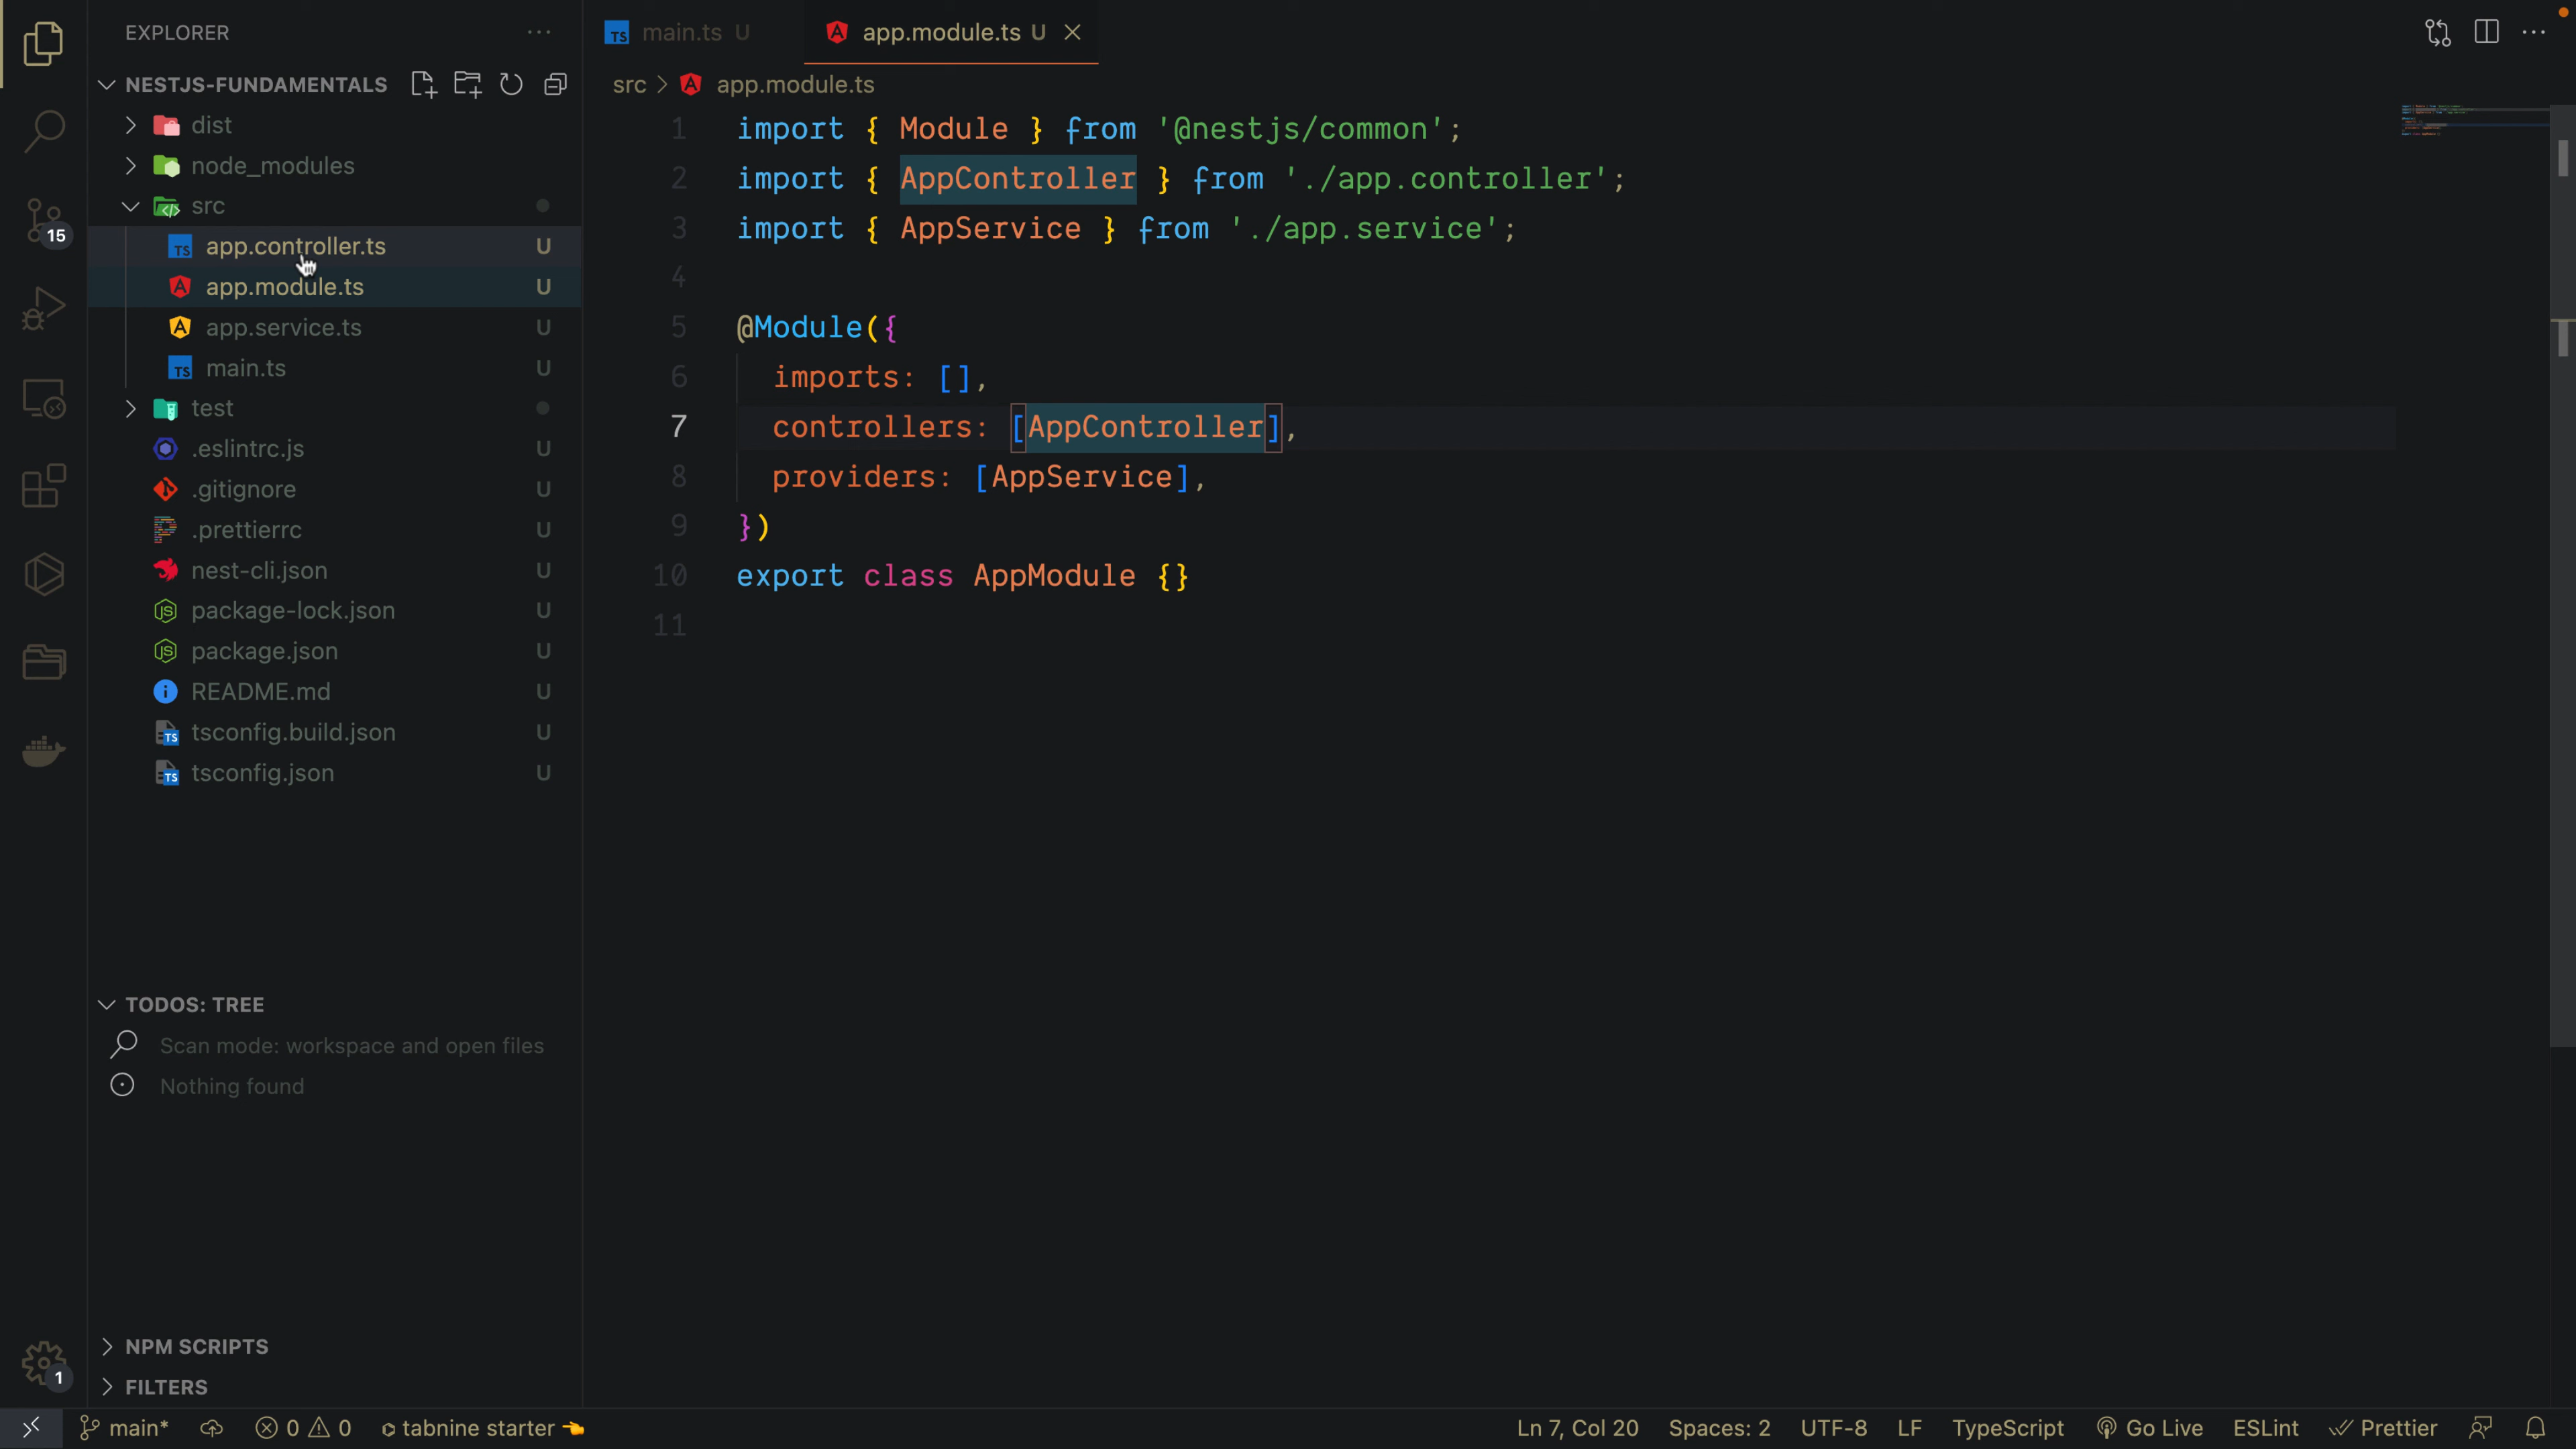 EXPLORER
NESTJS-FUNDAMENTALS
dist
node_modules
src
app.controller.ts U
app.module.ts U
app.service.ts U
main.ts U
test
.eslintrc.js U
.gitignore U
.prettierrc U
nest-cli.json U
package-lock.json U
package.json U
README.md U
tsconfig.build.json U
tsconfig.json U
TODOS: TREE
Scan mode: workspace and open files
Nothing found
NPM SCRIPTS
FILTERS
15
1
main.ts U
app.module.ts U
src > app.module.ts
1 import { Module } from '@nestjs/common';
2 import { AppController } from './app.controller';
3 import { AppService } from './app.service';
4
5 @Module({
6 imports: [],
7 controllers: [AppController],
8 providers: [AppService],
9 })
10 export class AppModule {}
11
main* 0 0 tabnine starter Ln 7, Col 20 Spaces: 2 UTF-8 LF TypeScript Go Live ESLint Prettier